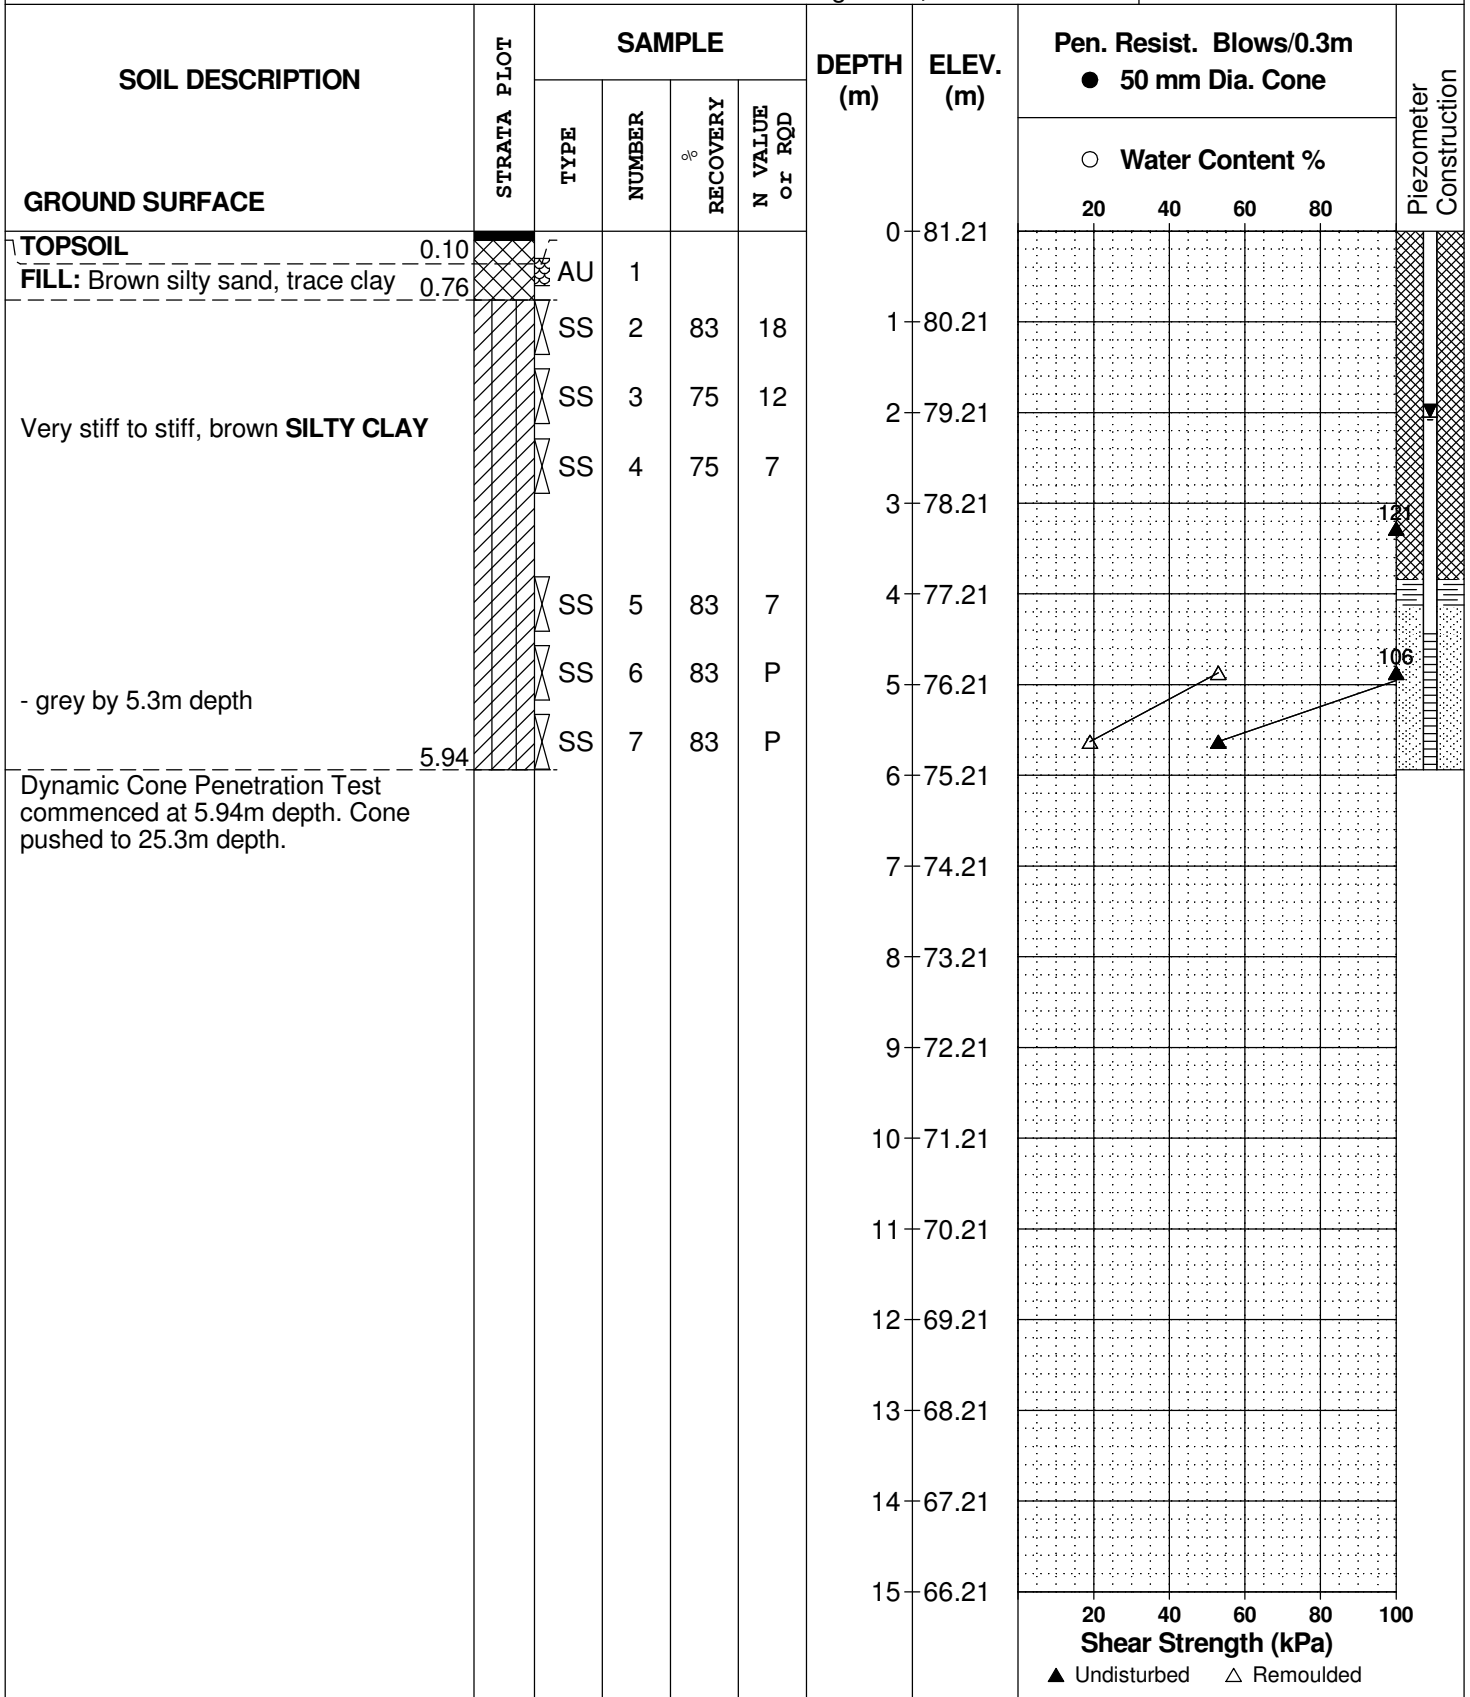 SOIL DESCRIPTION
GROUND SURFACE
STRATA PLOT
SAMPLE
TYPE
NUMBER
%
RECOVERY
N VALUE
or RQD
DEPTH
(m)
ELEV.
(m)
Pen. Resist. Blows/0.3m
● 50 mm Dia. Cone
○ Water Content %
20 40 60 80
Piezometer
Construction
TOPSOIL 0.10
FILL: Brown silty sand, trace clay 0.76
AU 1
SS 2 83 18
SS 3 75 12
Very stiff to stiff, brown SILTY CLAY
SS 4 75 7
SS 5 83 7
SS 6 83 P
- grey by 5.3m depth
SS 7 83 P
5.94
Dynamic Cone Penetration Test
commenced at 5.94m depth. Cone
pushed to 25.3m depth.
0 81.21
1 80.21
2 79.21
3 78.21
121
4 77.21
106
5 76.21
6 75.21
7 74.21
8 73.21
9 72.21
10 71.21
11 70.21
12 69.21
13 68.21
14 67.21
15 66.21
20 40 60 80 100
Shear Strength (kPa)
▲ Undisturbed △ Remoulded